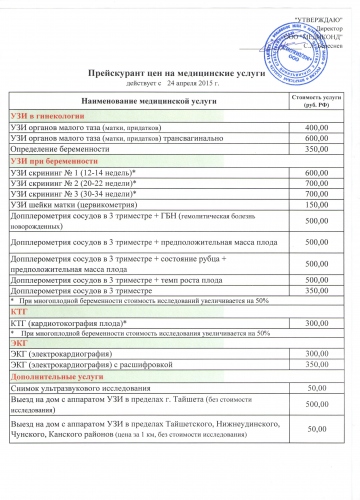 "УТВЕРЖДАЮ"
Директор
ООО "МЕДИКОНД"
Прейскурант цен на медицинские услуги
действует с 24 апреля 2015 г.
Наименование медицинской услуги
Стоимость услуги
(руб. РФ)
УЗИ в гинекологии
УЗИ органов малого таза (матки, придатков) 400,00
УЗИ органов малого таза (матки, придатков) трансвагинально 600,00
Определение беременности 350,00
УЗИ при беременности
УЗИ скрининг № 1 (12-14 недель)* 600,00
УЗИ скрининг № 2 (20-22 недели)* 700,00
УЗИ скрининг № 3 (30-34 недели)* 700,00
УЗИ шейки матки (цервикометрия) 150,00
Допплерометрия сосудов в 3 триместре + ГБН (гемолитическая болезнь
новорожденных) 500,00
Допплерометрия сосудов в 3 триместре + предположительная масса плода 500,00
Допплерометрия сосудов в 3 триместре + состояние рубца +
предположительная масса плода 500,00
Допплерометрия сосудов в 3 триместре + темп роста плода 500,00
Допплерометрия сосудов в 3 триместре 350,00
* При многоплодной беременности стоимость исследований увеличивается на 50%
КТГ
КТГ (кардиотокография плода)* 300,00
* При многоплодной беременности стоимость исследования увеличивается на 50%
ЭКГ
ЭКГ (электрокардиография) 300,00
ЭКГ (электрокардиография) с расшифровкой 350,00
Дополнительные услуги
Снимок ультразвукового исследования 50,00
Выезд на дом с аппаратом УЗИ в пределах г. Тайшета (без стоимости
исследования) 500,00
Выезд на дом с аппаратом УЗИ в пределах Тайшетского, Нижнеудинского,
Чунского, Канского районов (цена за 1 км, без стоимости исследования) 50,00